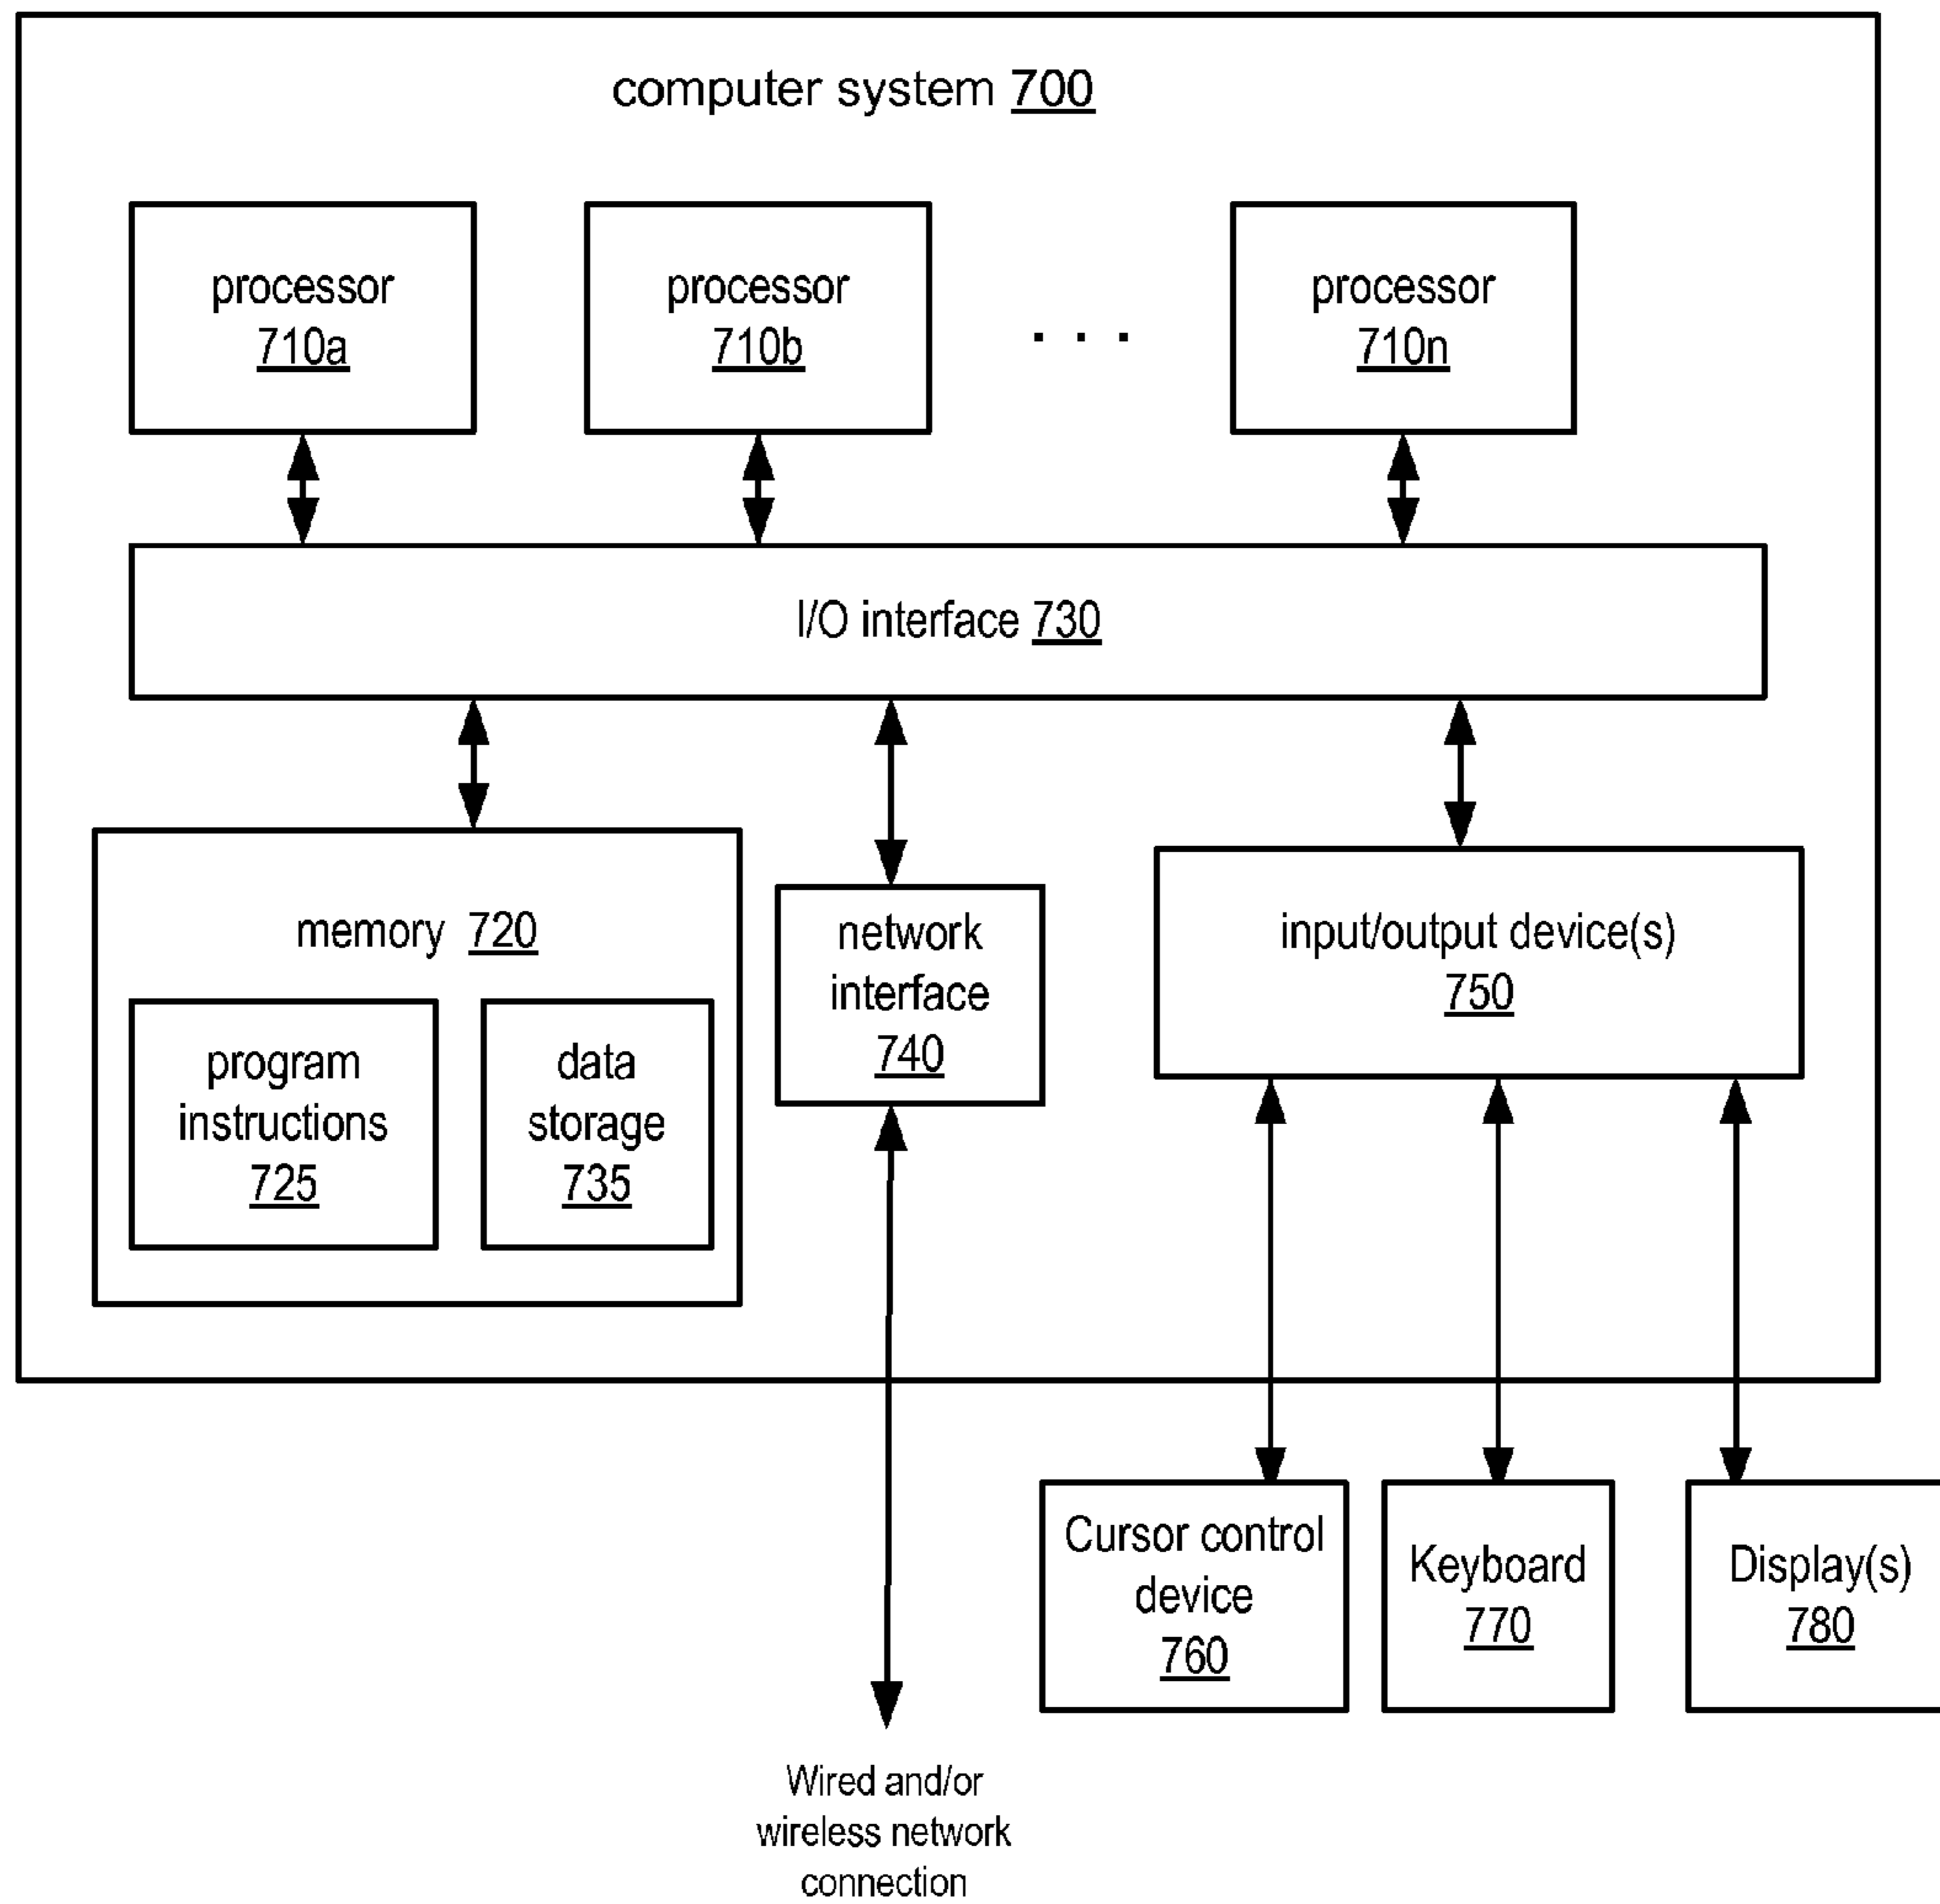 computer system 700
processor
710a
processor
710b
. . .
processor
710n
I/O interface 730
memory 720
program
instructions
725
data
storage
735
network
interface
740
input/output device(s)
750
Cursor control
device
760
Keyboard
770
Display(s)
780
Wired and/or
wireless network
connection